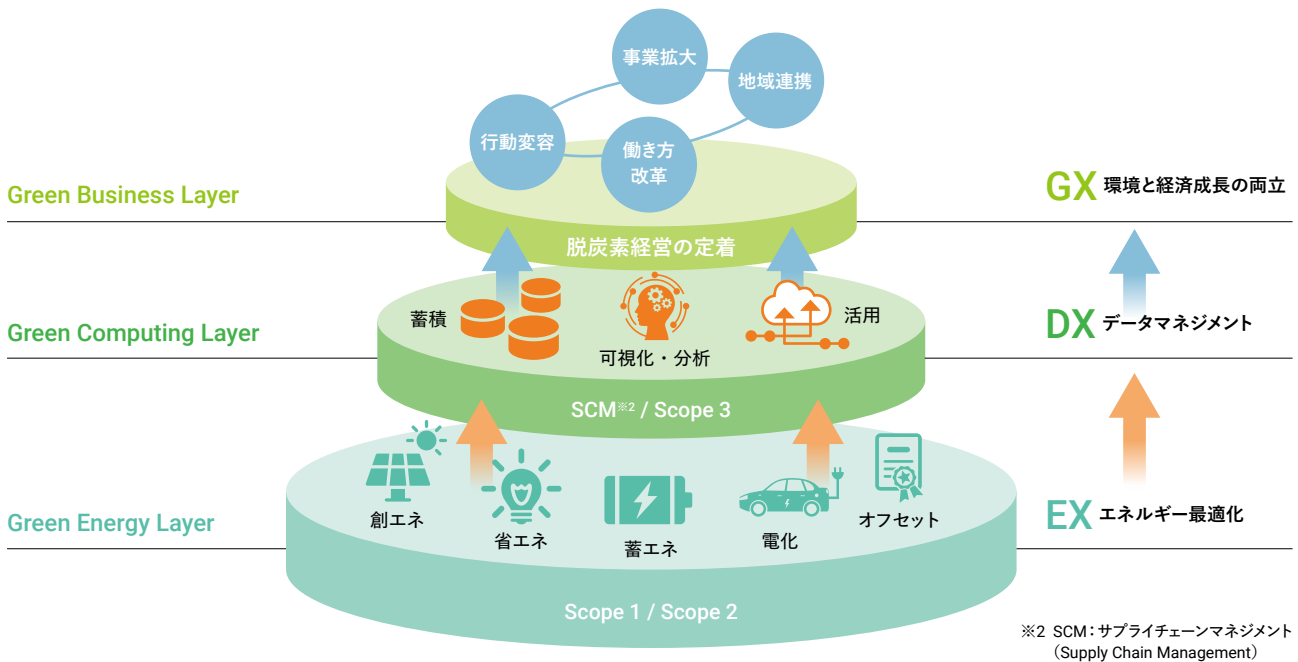 事業拡大
地域連携
行動変容
働き方
改革
Green Business Layer
GX 環境と経済成長の両立
脱炭素経営の定着
蓄積
活用
Green Computing Layer
DX データマネジメント
可視化・分析
SCM※2 / Scope 3
創エネ
省エネ
蓄エネ
電化
オフセット
Green Energy Layer
EX エネルギー最適化
Scope 1 / Scope 2
※2 SCM：サプライチェーンマネジメント
（Supply Chain Management）